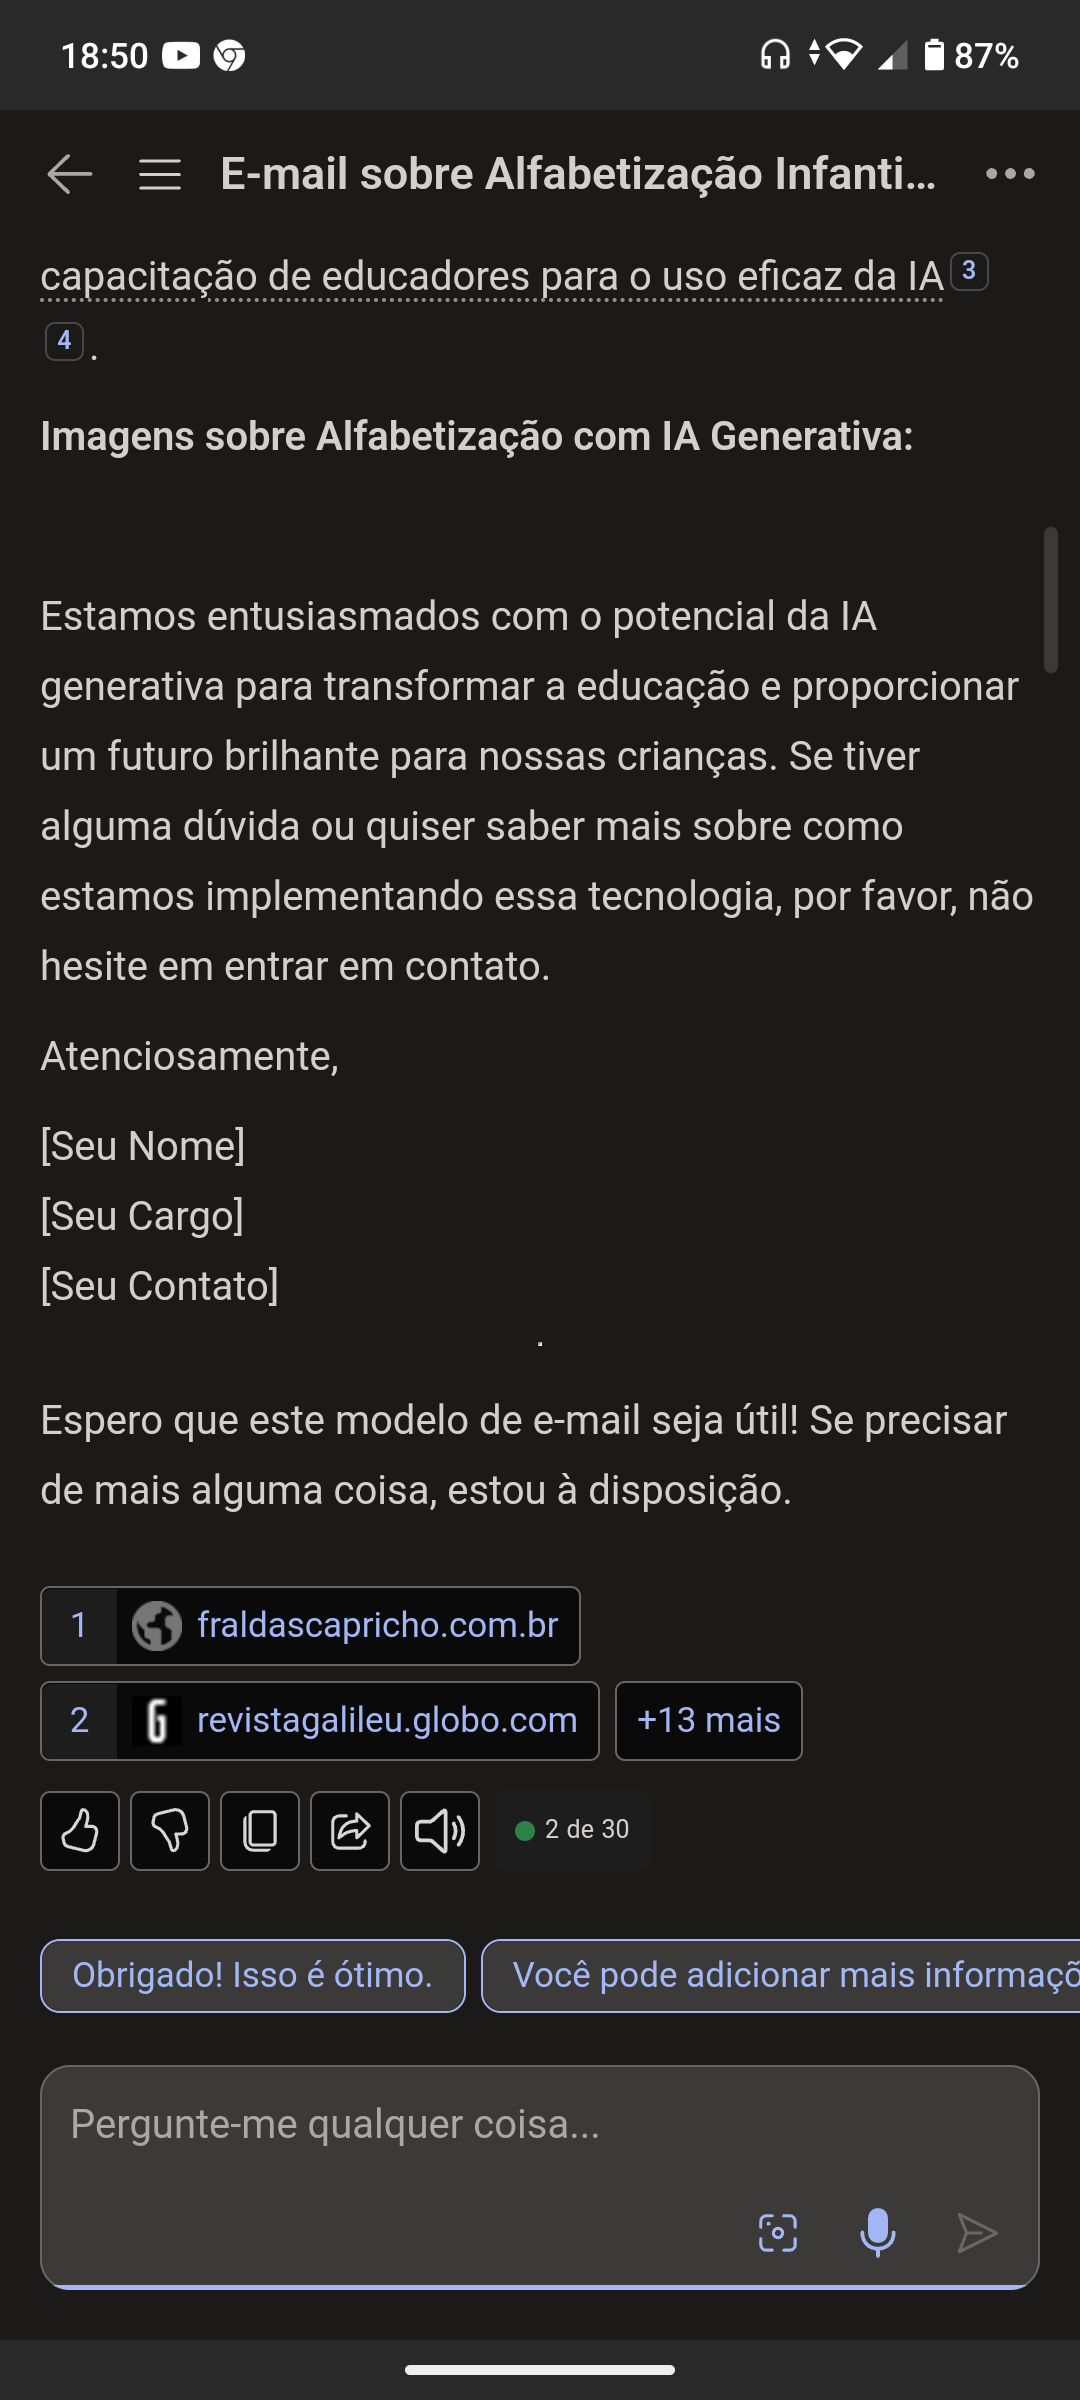 18:50 87%
E-mail sobre Alfabetização Infanti...
capacitação de educadores para o uso eficaz da IA 3
4 .
Imagens sobre Alfabetização com IA Generativa:
Estamos entusiasmados com o potencial da IA
generativa para transformar a educação e proporcionar
um futuro brilhante para nossas crianças. Se tiver
alguma dúvida ou quiser saber mais sobre como
estamos implementando essa tecnologia, por favor, não
hesite em entrar em contato.
Atenciosamente,
[Seu Nome]
[Seu Cargo]
[Seu Contato]
.
Espero que este modelo de e-mail seja útil! Se precisar
de mais alguma coisa, estou à disposição.
1 fraldascapricho.com.br
2 revistagalileu.globo.com +13 mais
2 de 30
Obrigado! Isso é ótimo. Você pode adicionar mais informaçõ
Pergunte-me qualquer coisa...